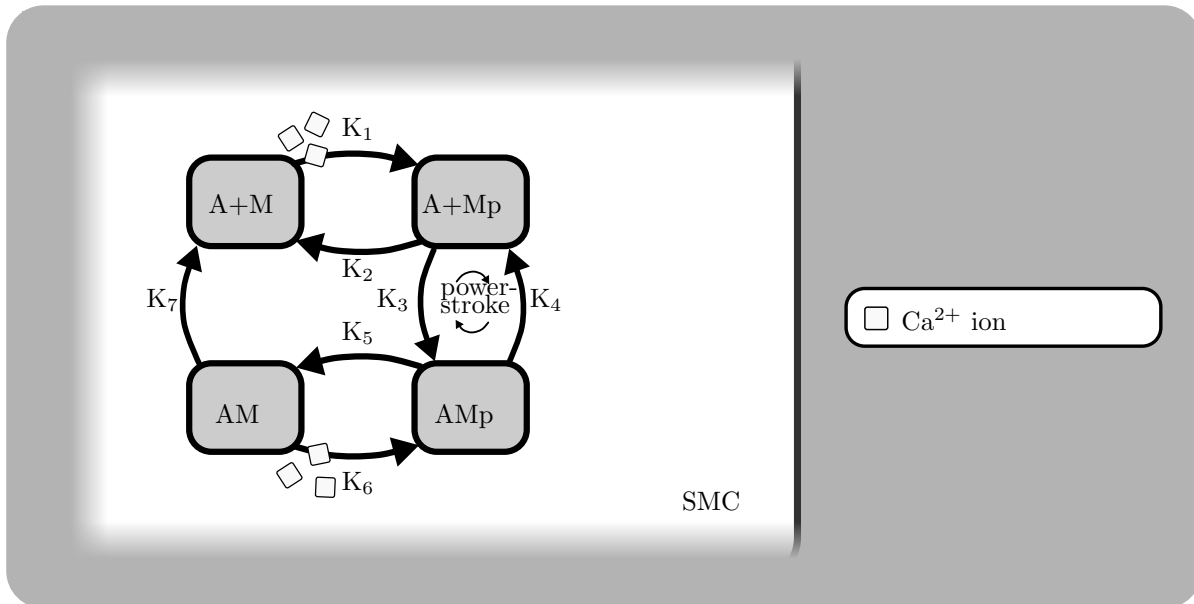 K₁
A+M
A+Mp
K₂
K₇
K₃
power-
stroke
K₄
Ca²⁺ ion
K₅
AM
AMp
K₆
SMC